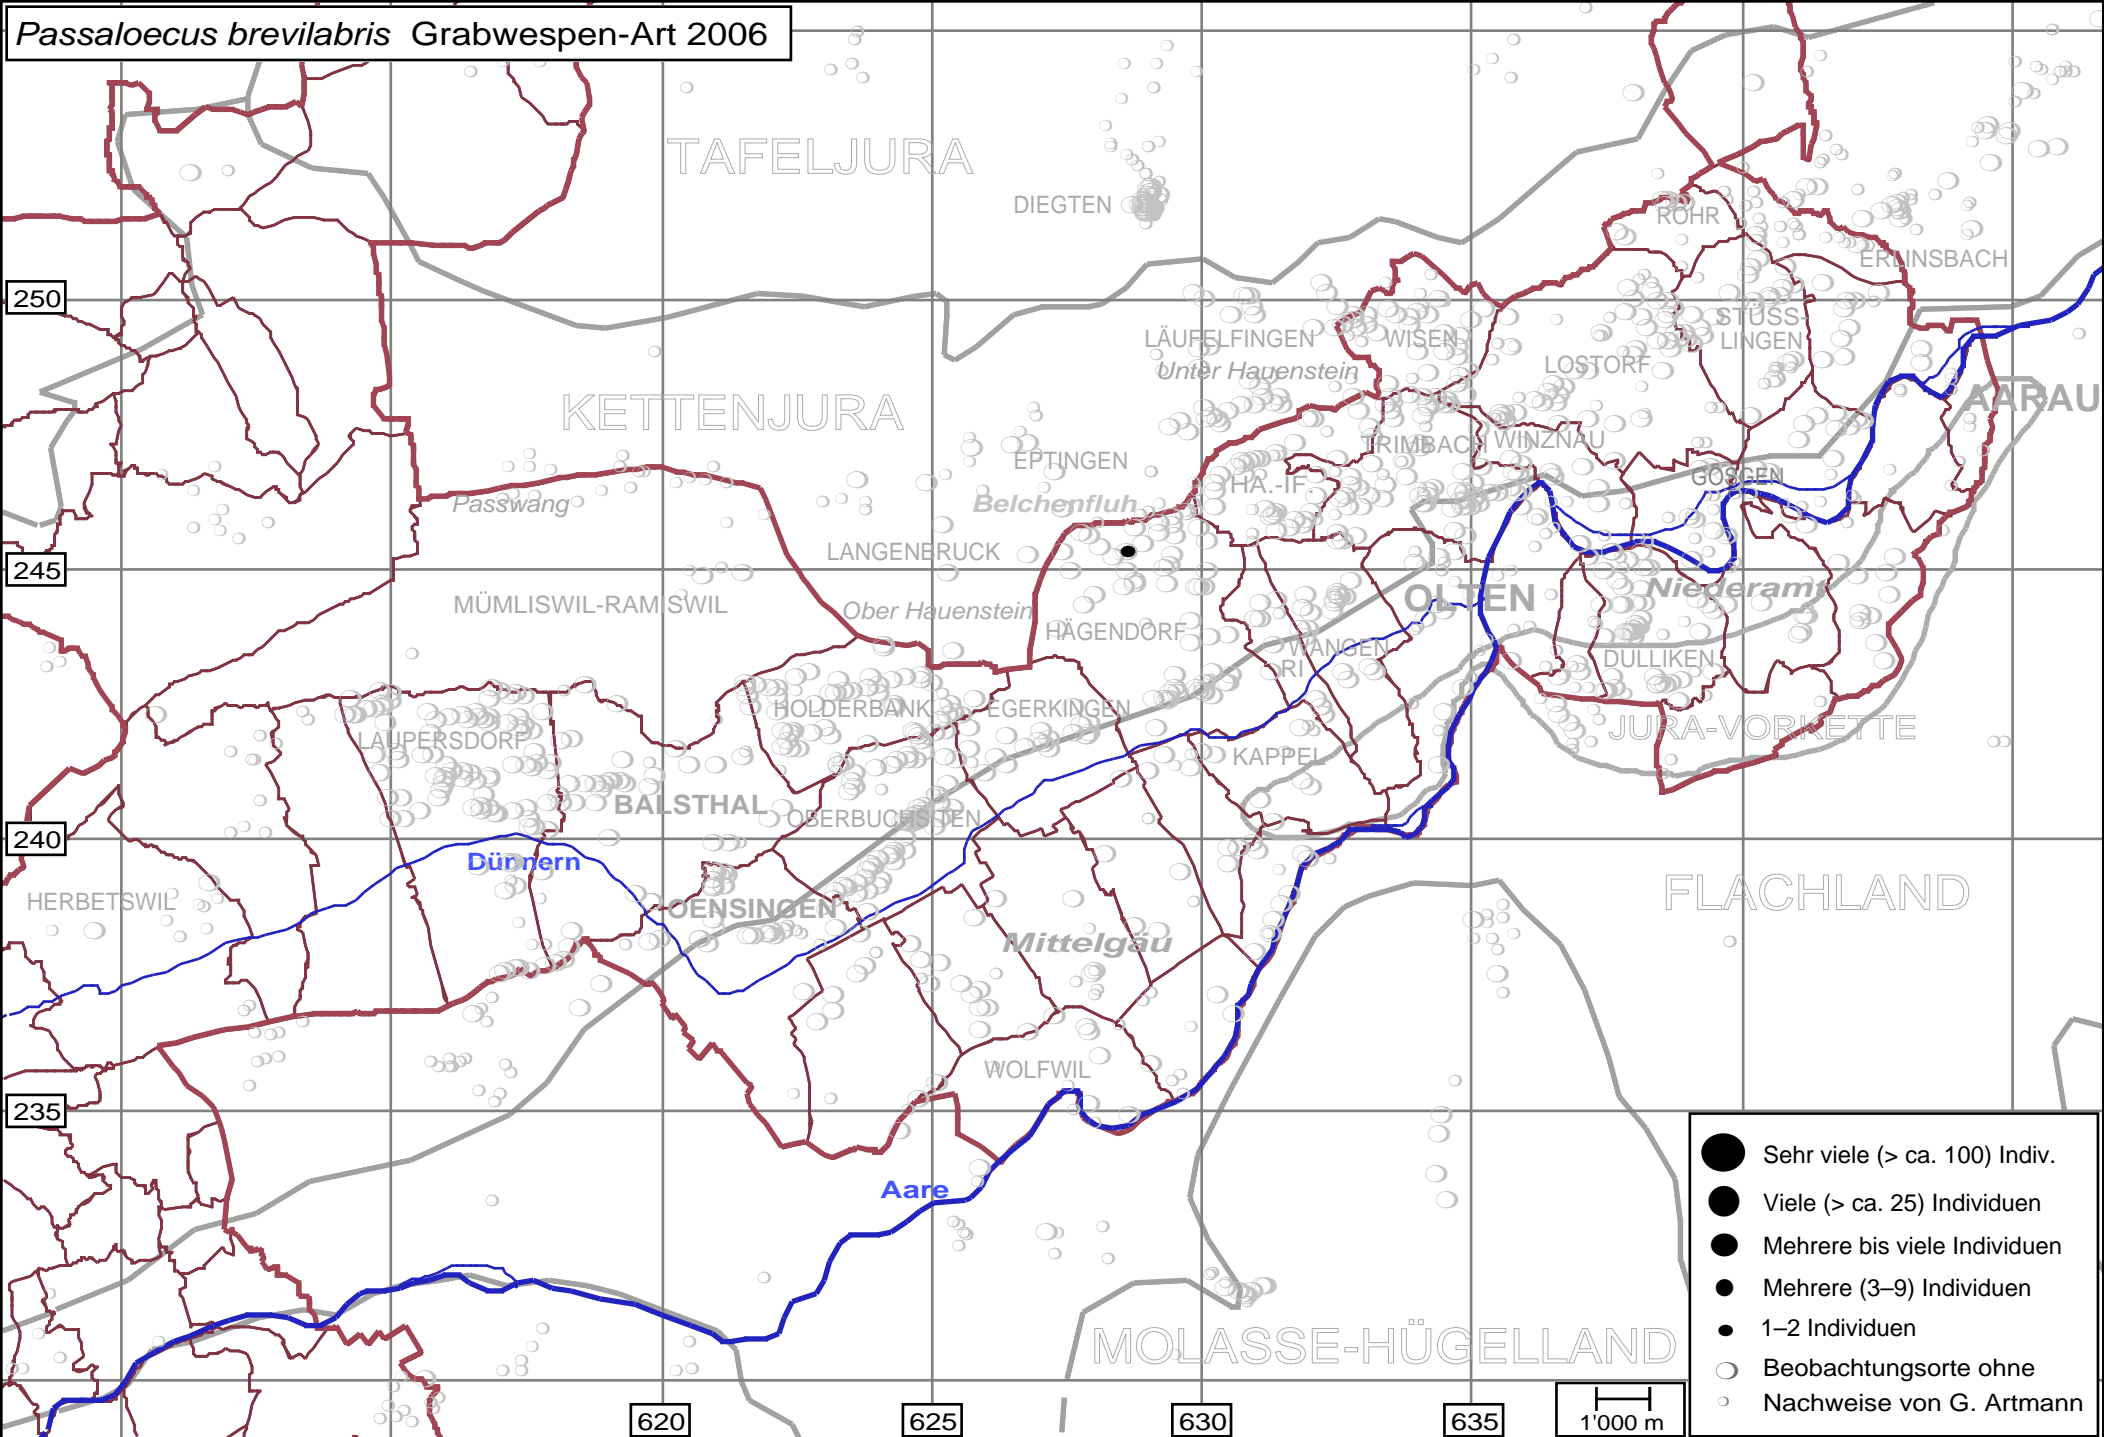 Passaloecus brevilabris Grabwespen-Art 2006
TAFELJURA
DIEGTEN
ROHR
ERLINSBACH
250
STÜSS-
LINGEN
LÄUFELFINGEN
WISEN
Unter Hauenstein
LOSTORF
AARAU
KETTENJURA
TRIMBACH
WINZNAU
EPTINGEN
GÖSGEN
HA.-IF.
Passwang
Belchenfluh
LANGENBRUCK
245
MÜMLISWIL-RAMISWIL
Ober Hauenstein
OLTEN
Niederamt
HÄGENDORF
WANGEN
RI
DULLIKEN
HOLDERBANK
EGERKINGEN
JURA-VORKETTE
LAUPERSDORF
KAPPEL
BALSTHAL
OBERBUCHSITEN
240
Dünnern
HERBETSWIL
OENSINGEN
FLACHLAND
Mittelgäu
WOLFWIL
235
Aare
MOLASSE-HÜGELLAND
Sehr viele (> ca. 100) Indiv.
Viele (> ca. 25) Individuen
Mehrere bis viele Individuen
Mehrere (3–9) Individuen
1–2 Individuen
Beobachtungsorte ohne
Nachweise von G. Artmann
620
625
630
635
1'000 m